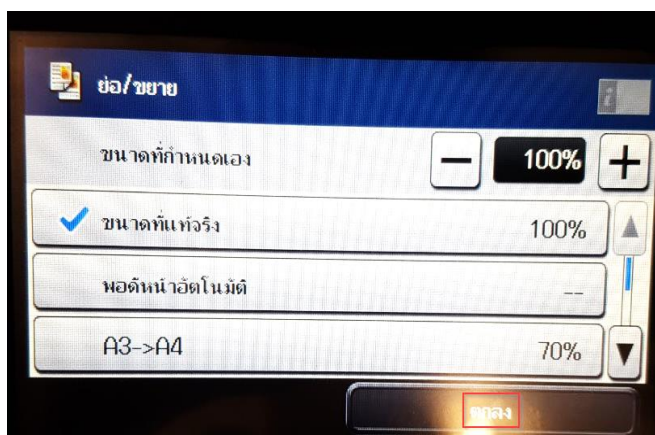 ย่อ/ขยาย
ขนาดที่กำหนดเอง 100%
ขนาดที่แท้จริง 100%
พอดีหน้าอัตโนมัติ --
A3->A4 70%
ตกลง